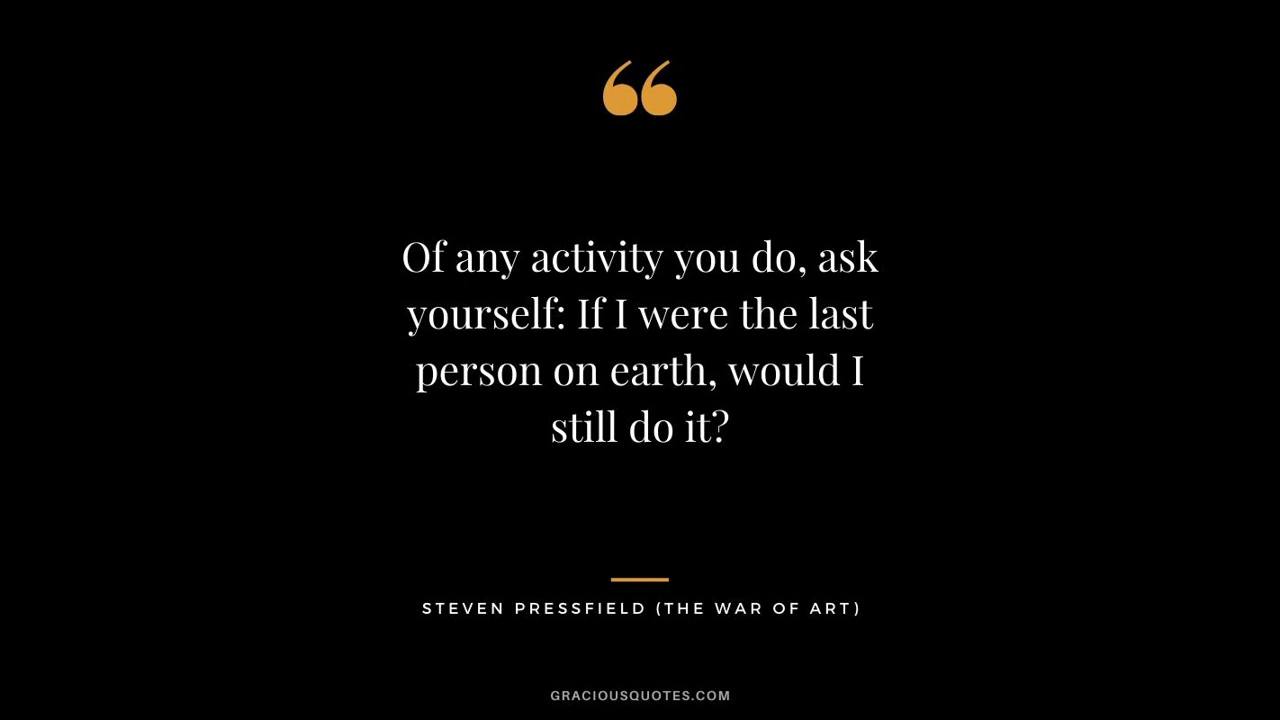 “
Of any activity you do, ask
yourself: If I were the last
person on earth, would I
still do it?
STEVEN PRESSFIELD (THE WAR OF ART)
GRACIOUSQUOTES.COM